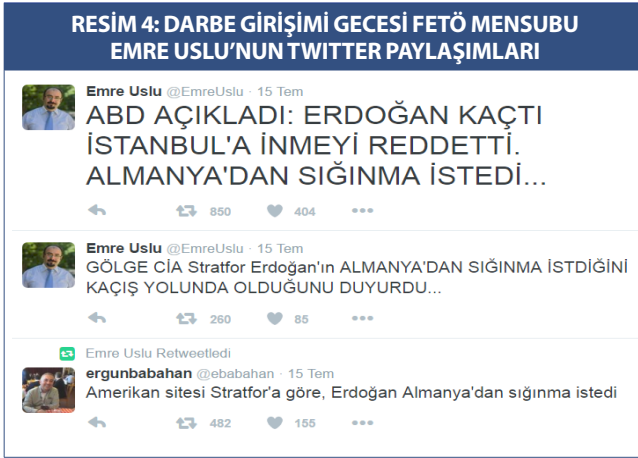 RESİM 4: DARBE GİRİŞİMİ GECESİ FETÖ MENSUBU
EMRE USLU’NUN TWITTER PAYLAŞIMLARI
Emre Uslu @EmreUslu · 15 Tem
ABD AÇIKLADI: ERDOĞAN KAÇTI
İSTANBUL'A İNMEYİ REDDETTİ.
ALMANYA'DAN SIĞINMA İSTEDİ...
850 404
Emre Uslu @EmreUslu · 15 Tem
GÖLGE CİA Stratfor Erdoğan'ın ALMANYA'DAN SIĞINMA İSTDİĞİNİ
KAÇIŞ YOLUNDA OLDUĞUNU DUYURDU...
260 85
Emre Uslu Retweetledi
ergunbabahan @ebabahan · 15 Tem
Amerikan sitesi Stratfor'a göre, Erdoğan Almanya'dan sığınma istedi
482 155